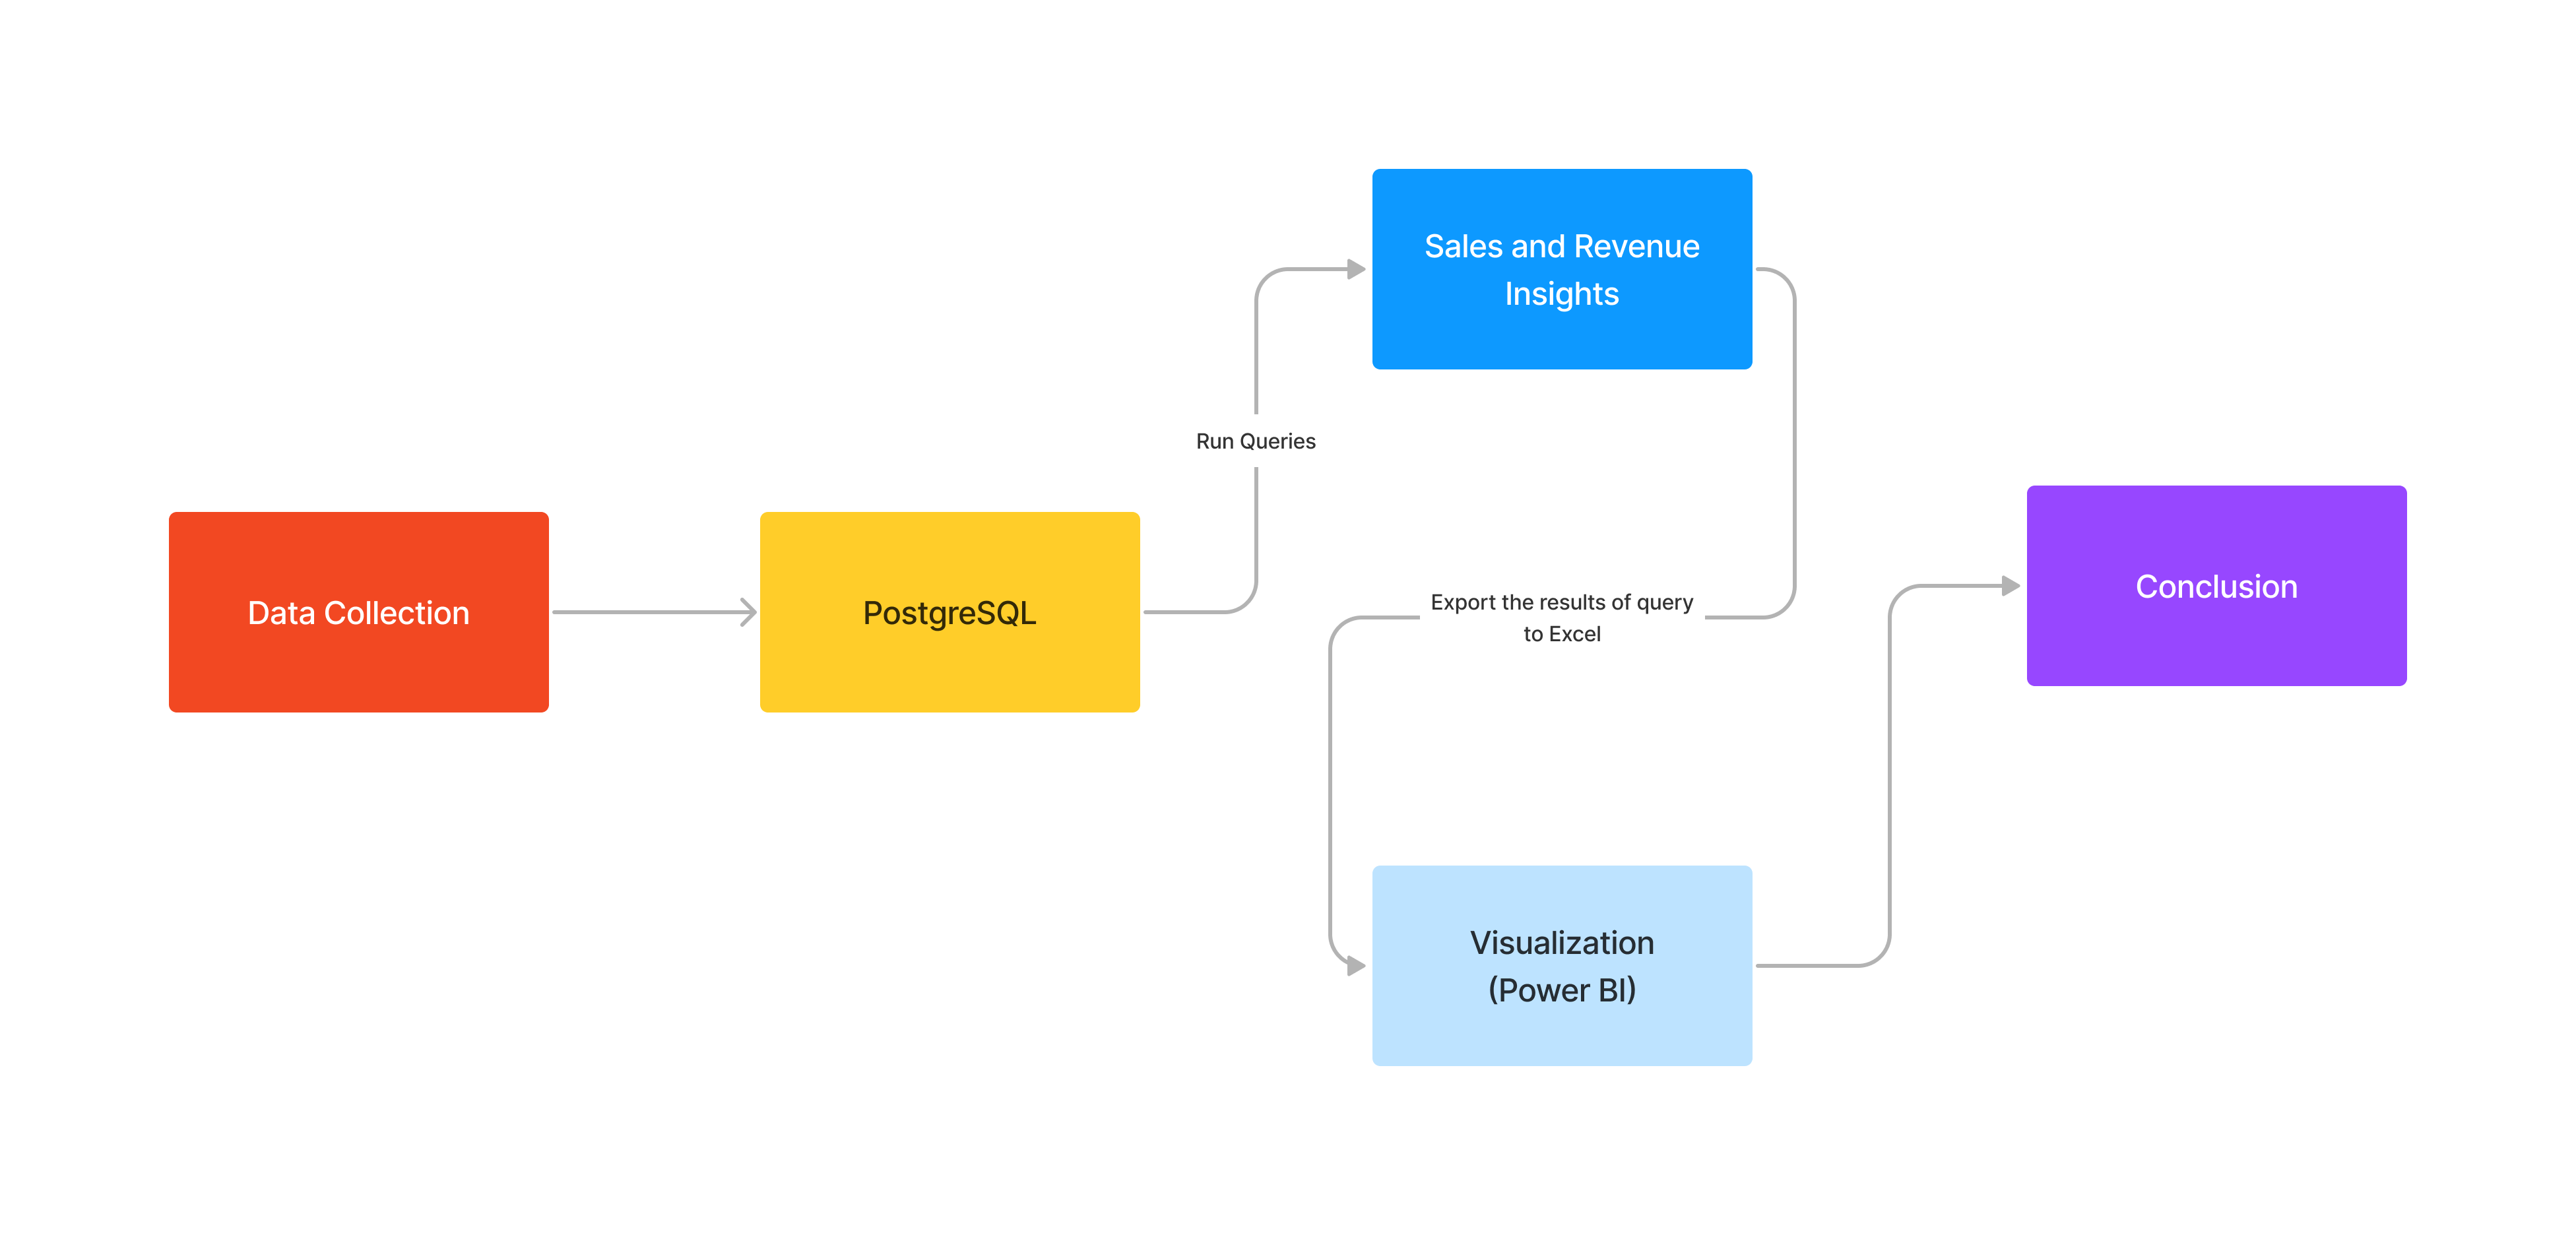 Data Collection
PostgreSQL
Run Queries
Sales and Revenue
Insights
Export the results of query
to Excel
Visualization
(Power BI)
Conclusion